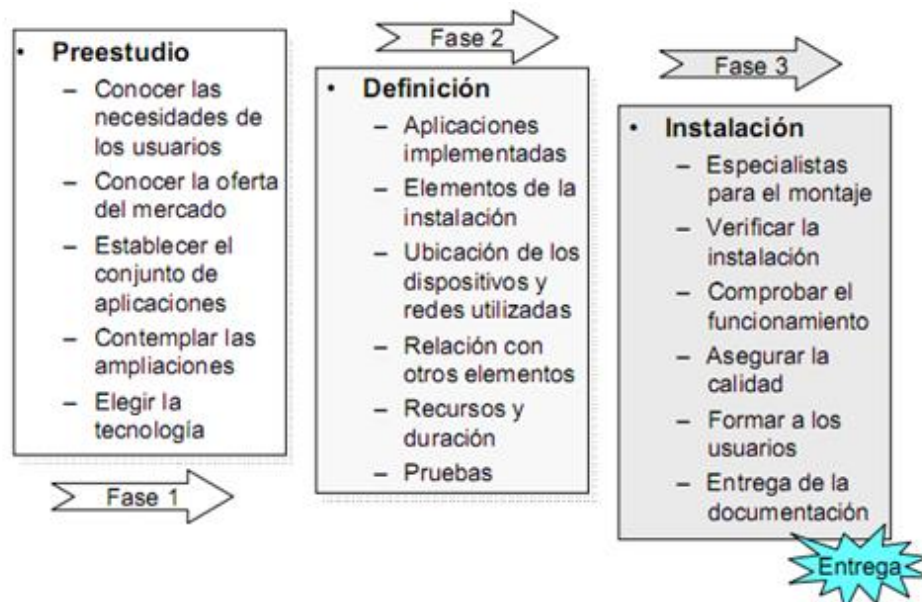 • Preestudio
– Conocer las
necesidades de
los usuarios
– Conocer la oferta
del mercado
– Establecer el
conjunto de
aplicaciones
– Contemplar las
ampliaciones
– Elegir la
tecnología
Fase 1
Fase 2
• Definición
– Aplicaciones
implementadas
– Elementos de la
instalación
– Ubicación de los
dispositivos y
redes utilizadas
– Relación con
otros elementos
– Recursos y
duración
– Pruebas
Fase 3
• Instalación
– Especialistas
para el montaje
– Verificar la
instalación
– Comprobar el
funcionamiento
– Asegurar la
calidad
– Formar a los
usuarios
– Entrega de la
documentación
Entrega